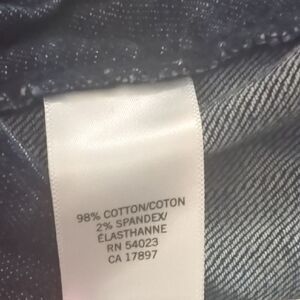 98% COTTON/COTON
2% SPANDEX/
ÉLASTHANNE
RN 54023
CA 17897